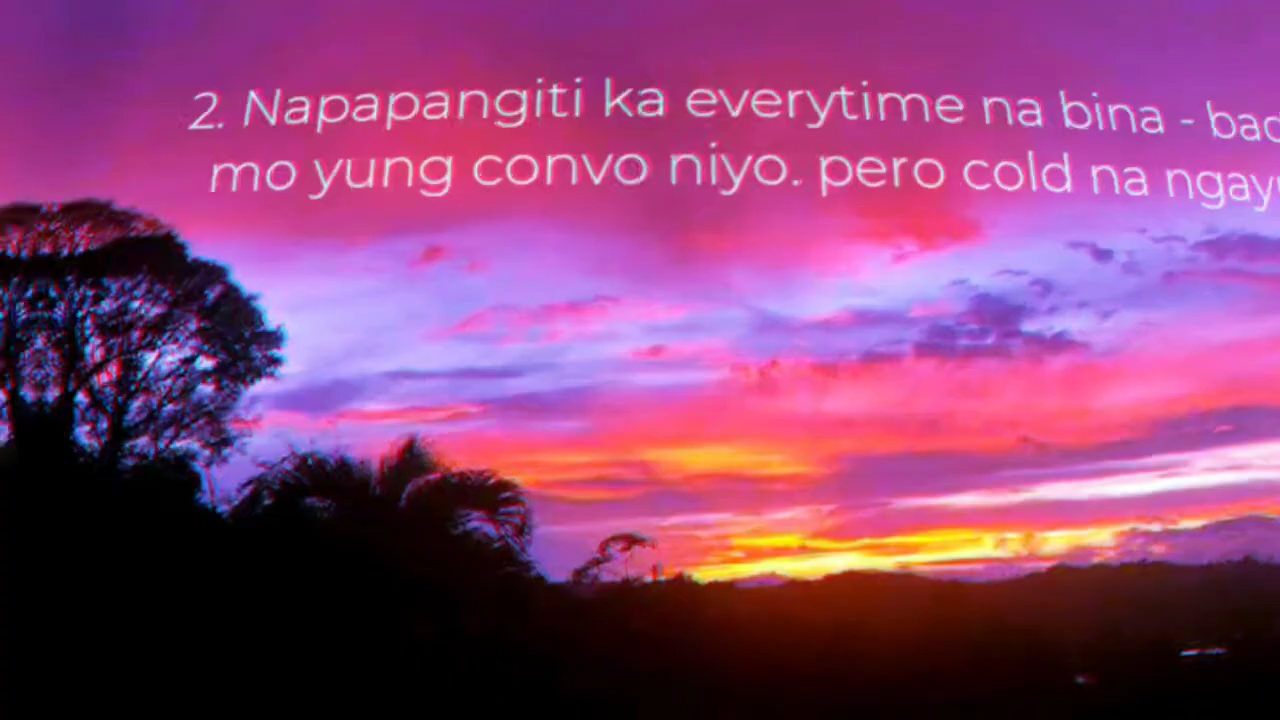 2. Napapangiti ka everytime na bina -
mo yung convo niyo. pero cold na